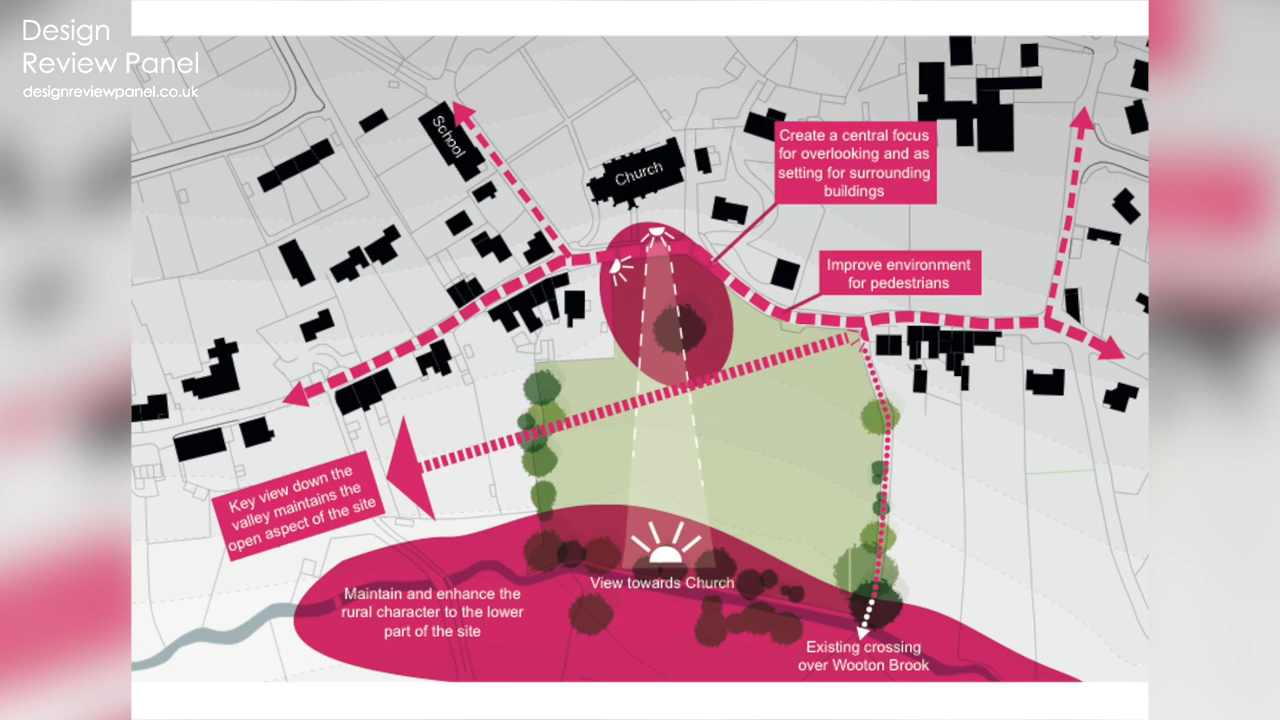 Design
Review Panel
designreviewpanel.co.uk
School
Church
Create a central focus
for overlooking and as
setting for surrounding
buildings
Improve environment
for pedestrians
Key view down the
valley maintains the
open aspect of the site
View towards Church
Maintain and enhance the
rural character to the lower
part of the site
Existing crossing
over Wooton Brook